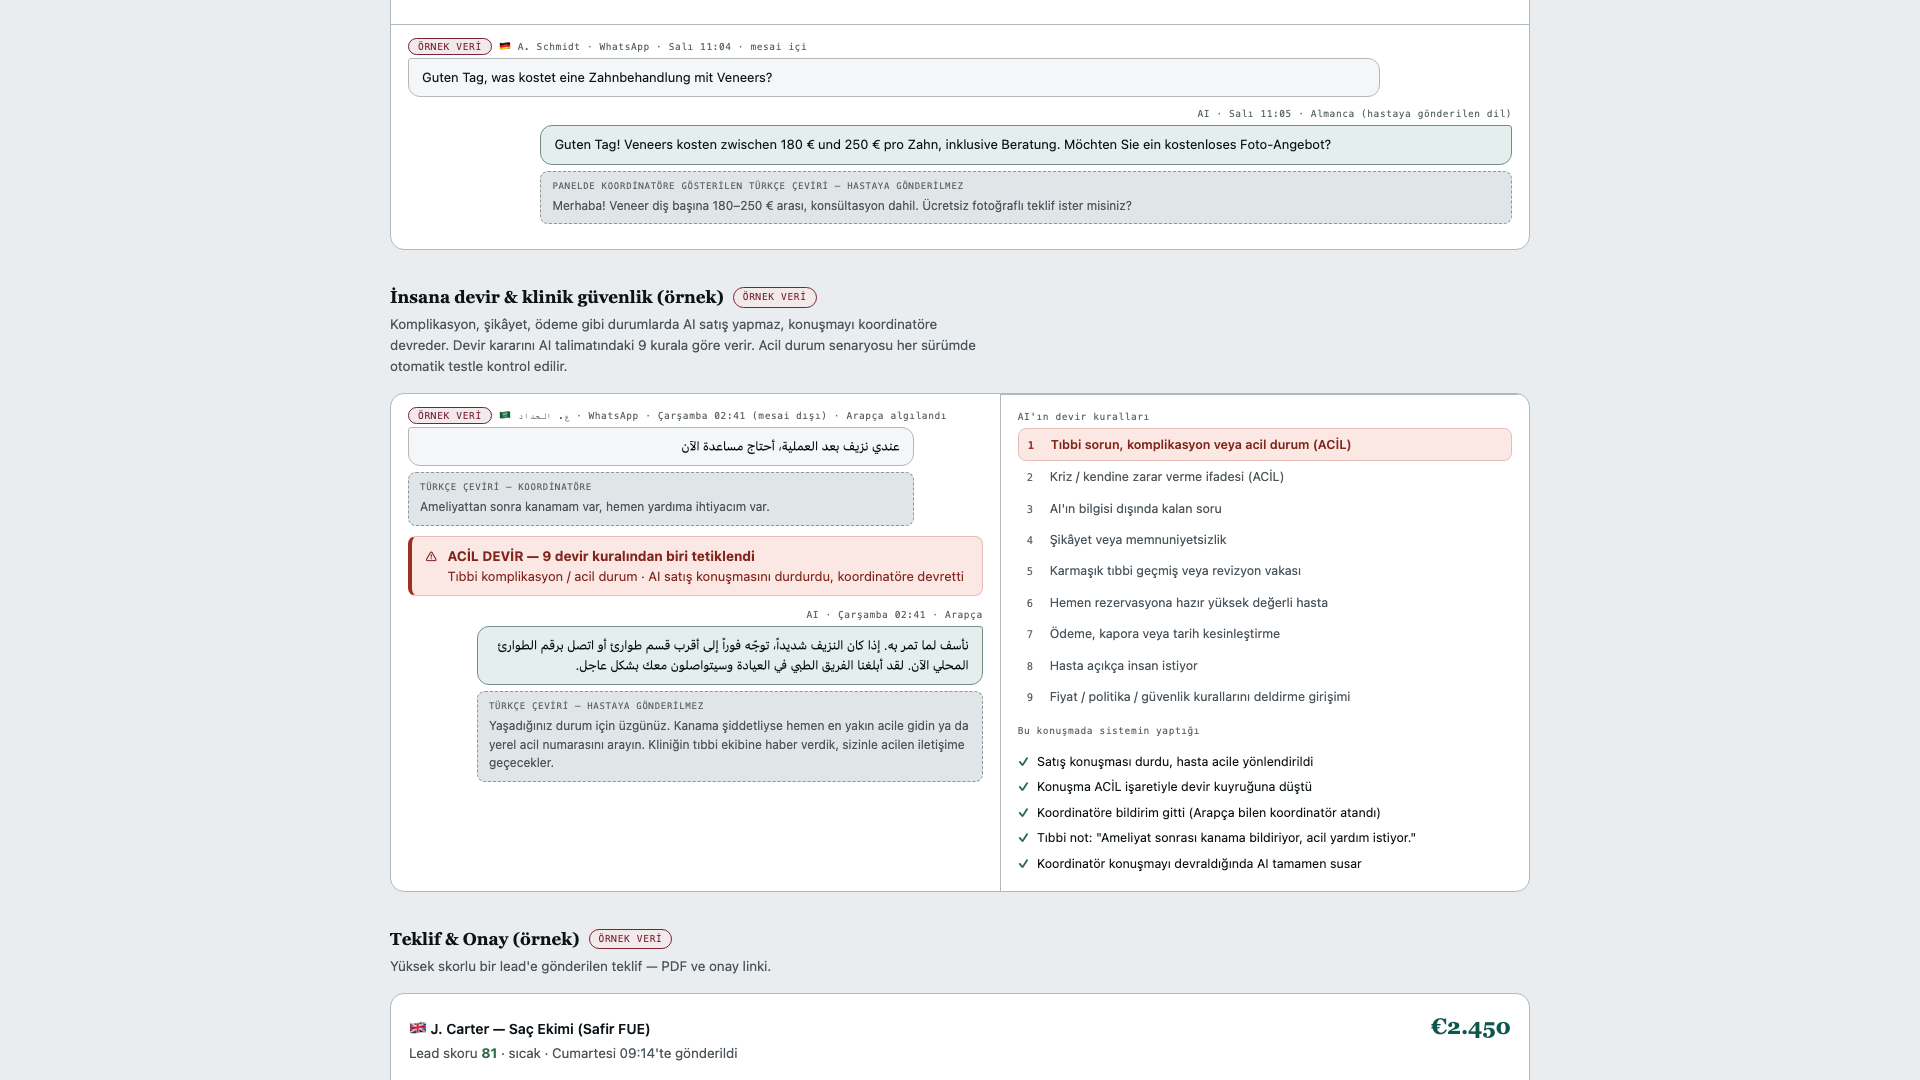 ÖRNEK VERİ A. Schmidt · WhatsApp · Salı 11:04 · mesai içi
Guten Tag, was kostet eine Zahnbehandlung mit Veneers?
AI · Salı 11:05 · Almanca (hastaya gönderilen dil)
Guten Tag! Veneers kosten zwischen 180 € und 250 € pro Zahn, inklusive Beratung. Möchten Sie ein kostenloses Foto-Angebot?
PANELDE KOORDİNATÖRE GÖSTERİLEN TÜRKÇE ÇEVİRİ — HASTAYA GÖNDERİLMEZ
Merhaba! Veneer diş başına 180–250 € arası, konsültasyon dahil. Ücretsiz fotoğraflı teklif ister misiniz?
İnsana devir & klinik güvenlik (örnek) ÖRNEK VERİ
Komplikasyon, şikâyet, ödeme gibi durumlarda AI satış yapmaz, konuşmayı koordinatöre
devreder. Devir kararını AI talimatındaki 9 kurala göre verir. Acil durum senaryosu her sürümde
otomatik testle kontrol edilir.
ÖRNEK VERİ ع. الحداد · WhatsApp · Çarşamba 02:41 (mesai dışı) · Arapça algılandı
عندي نزيف بعد العملية، أحتاج مساعدة الآن
TÜRKÇE ÇEVİRİ — KOORDİNATÖRE
Ameliyattan sonra kanamam var, hemen yardıma ihtiyacım var.
ACİL DEVİR — 9 devir kuralından biri tetiklendi
Tıbbi komplikasyon / acil durum · AI satış konuşmasını durdurdu, koordinatöre devretti
AI · Çarşamba 02:41 · Arapça
نأسف لما تمر به. إذا كان النزيف شديداً، توجّه فوراً إلى أقرب قسم طوارئ أو اتصل برقم الطوارئ
المحلي الآن. لقد أبلغنا الفريق الطبي في العيادة وسيتواصلون معك بشكل عاجل.
TÜRKÇE ÇEVİRİ — HASTAYA GÖNDERİLMEZ
Yaşadığınız durum için üzgünüz. Kanama şiddetliyse hemen en yakın acile gidin ya da
yerel acil numarasını arayın. Kliniğin tıbbi ekibine haber verdik, sizinle acilen iletişime
geçecekler.
AI'ın devir kuralları
1 Tıbbi sorun, komplikasyon veya acil durum (ACİL)
2 Kriz / kendine zarar verme ifadesi (ACİL)
3 AI'ın bilgisi dışında kalan soru
4 Şikâyet veya memnuniyetsizlik
5 Karmaşık tıbbi geçmiş veya revizyon vakası
6 Hemen rezervasyona hazır yüksek değerli hasta
7 Ödeme, kapora veya tarih kesinleştirme
8 Hasta açıkça insan istiyor
9 Fiyat / politika / güvenlik kurallarını deldirme girişimi
Bu konuşmada sistemin yaptığı
Satış konuşması durdu, hasta acile yönlendirildi
Konuşma ACİL işaretiyle devir kuyruğuna düştü
Koordinatöre bildirim gitti (Arapça bilen koordinatör atandı)
Tıbbi not: "Ameliyat sonrası kanama bildiriyor, acil yardım istiyor."
Koordinatör konuşmayı devraldığında AI tamamen susar
Teklif & Onay (örnek) ÖRNEK VERİ
Yüksek skorlu bir lead'e gönderilen teklif — PDF ve onay linki.
J. Carter — Saç Ekimi (Safir FUE) €2.450
Lead skoru 81 · sıcak · Cumartesi 09:14'te gönderildi